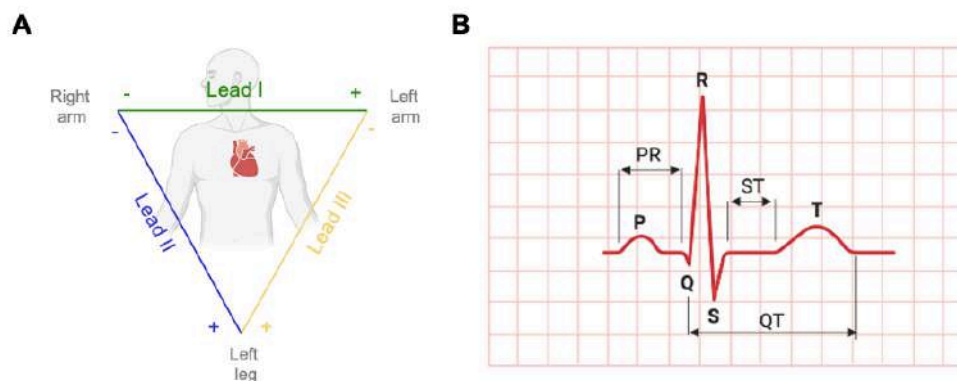 A
B
Lead I
Right
arm
-
+
Left
arm
-
-
Lead II
Lead III
+
+
Left
leg
R
PR
ST
P
T
Q
S
QT